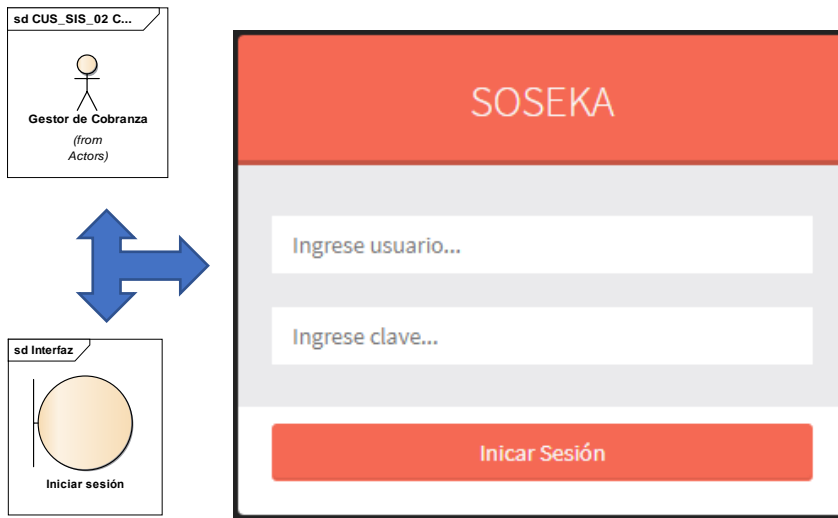 sd CUS_SIS_02 C...
Gestor de Cobranza
(from
Actors)
sd Interfaz
Iniciar sesión
SOSEKA
Ingrese usuario...
Ingrese clave...
Inicar Sesión